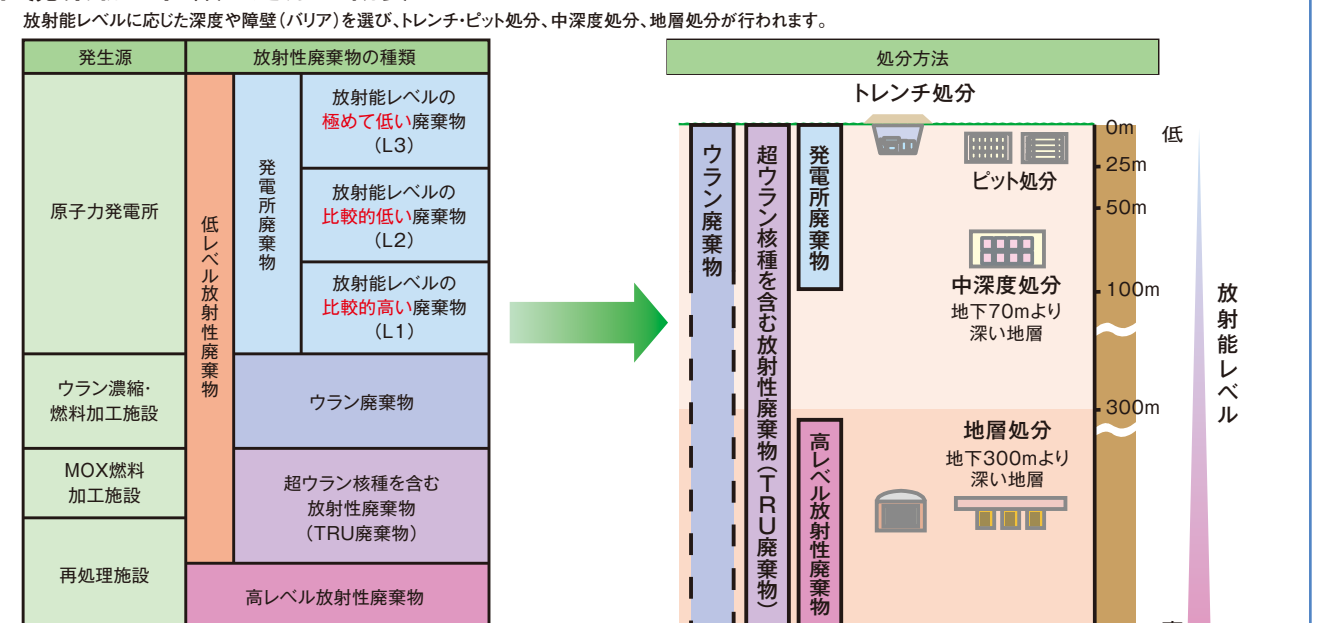 放射能レベルに応じた深度や障壁(バリア)を選び、トレンチ・ピット処分、中深度処分、地層処分が行われます。
発生源
放射性廃棄物の種類
原子力発電所
ウラン濃縮・
燃料加工施設
MOX燃料
加工施設
再処理施設
低レベル放射性廃棄物
発電所廃棄物
放射能レベルの
極めて低い廃棄物
(L3)
放射能レベルの
比較的低い廃棄物
(L2)
放射能レベルの
比較的高い廃棄物
(L1)
ウラン廃棄物
超ウラン核種を含む
放射性廃棄物
(TRU廃棄物)
高レベル放射性廃棄物
処分方法
トレンチ処分
ウラン廃棄物
超ウラン核種を含む放射性廃棄物(TRU廃棄物)
発電所廃棄物
高レベル放射性廃棄物
ピット処分
中深度処分
地下70mより
深い地層
地層処分
地下300mより
深い地層
0m
25m
50m
100m
300m
低
放射能レベル